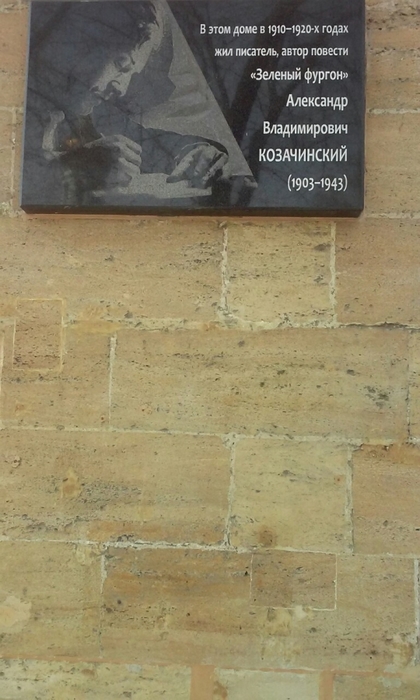 В этом доме в 1910–1920-х годах
жил писатель, автор повести
«Зеленый фургон»
Александр
Владимирович
КОЗАЧИНСКИЙ
(1903–1943)